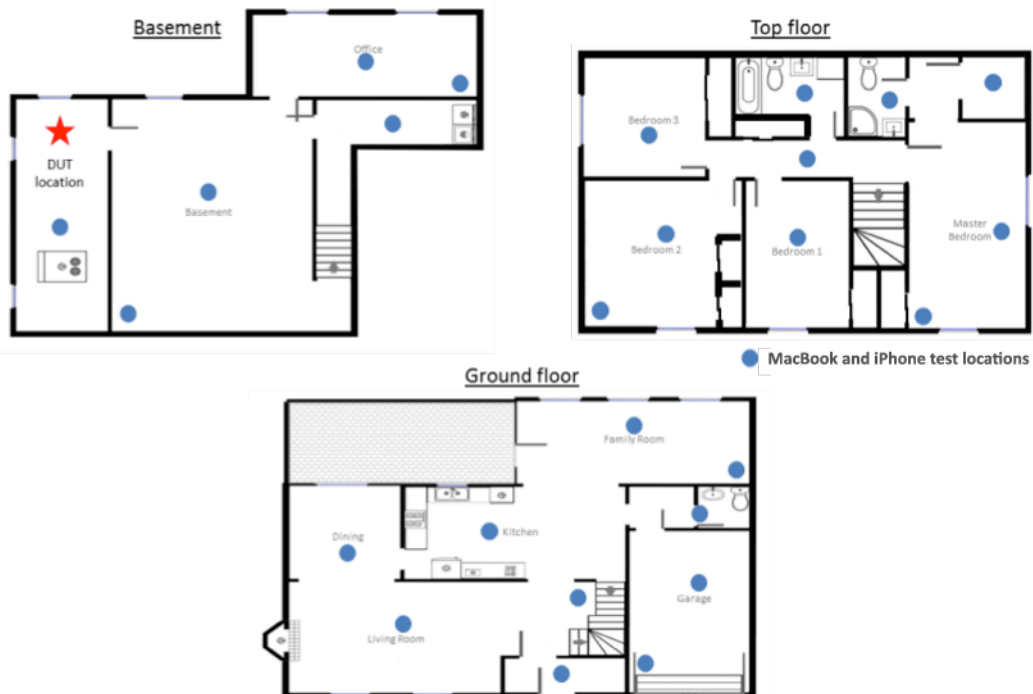 Basement
Office
DUT
location
Basement
Top floor
Bedroom 3
Bedroom 2
Bedroom 1
Master
Bedroom
MacBook and iPhone test locations
Ground floor
Family Room
Kitchen
Dining
Garage
Living Room